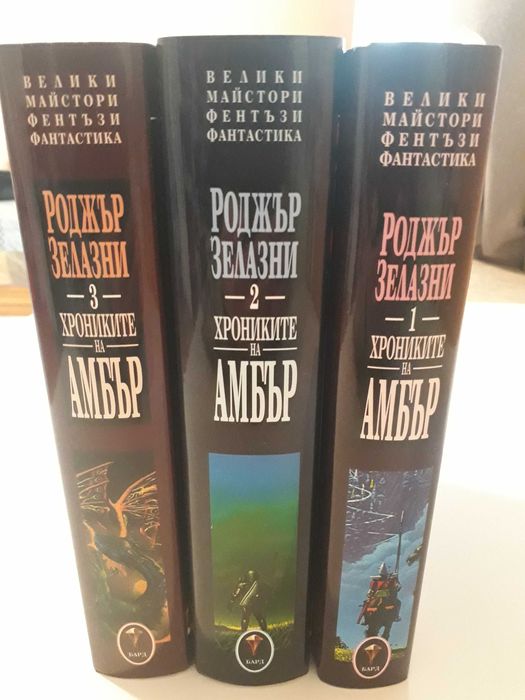 ВЕЛИКИ
МАЙСТОРИ
ФЕНТЪЗИ
ФАНТАСТИКА
РОДЖЪР
ЗЕЛАЗНИ
3
ХРОНИКИТЕ
НА
АМБЪР
БАРД
ВЕЛИКИ
МАЙСТОРИ
ФЕНТЪЗИ
ФАНТАСТИКА
РОДЖЪР
ЗЕЛАЗНИ
2
ХРОНИКИТЕ
НА
АМБЪР
БАРД
ВЕЛИКИ
МАЙСТОРИ
ФЕНТЪЗИ
ФАНТАСТИКА
РОДЖЪР
ЗЕЛАЗНИ
1
ХРОНИКИТЕ
НА
АМБЪР
БАРД